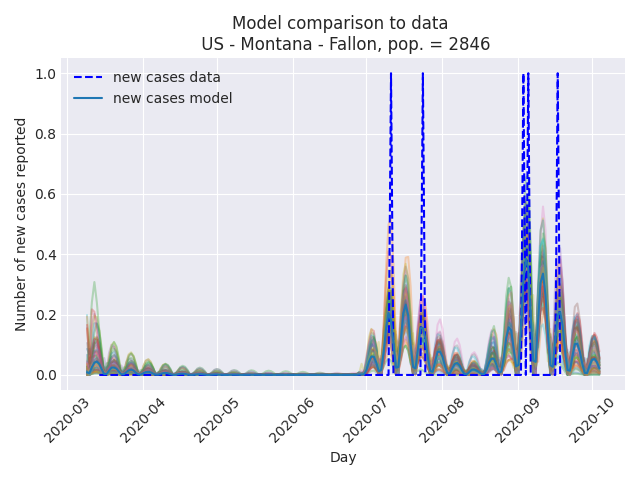 Model comparison to data
US - Montana - Fallon, pop. = 2846
new cases data
new cases model
Number of new cases reported
1.0
0.8
0.6
0.4
0.2
0.0
2020-03
2020-04
2020-05
2020-06
2020-07
2020-08
2020-09
2020-10
Day